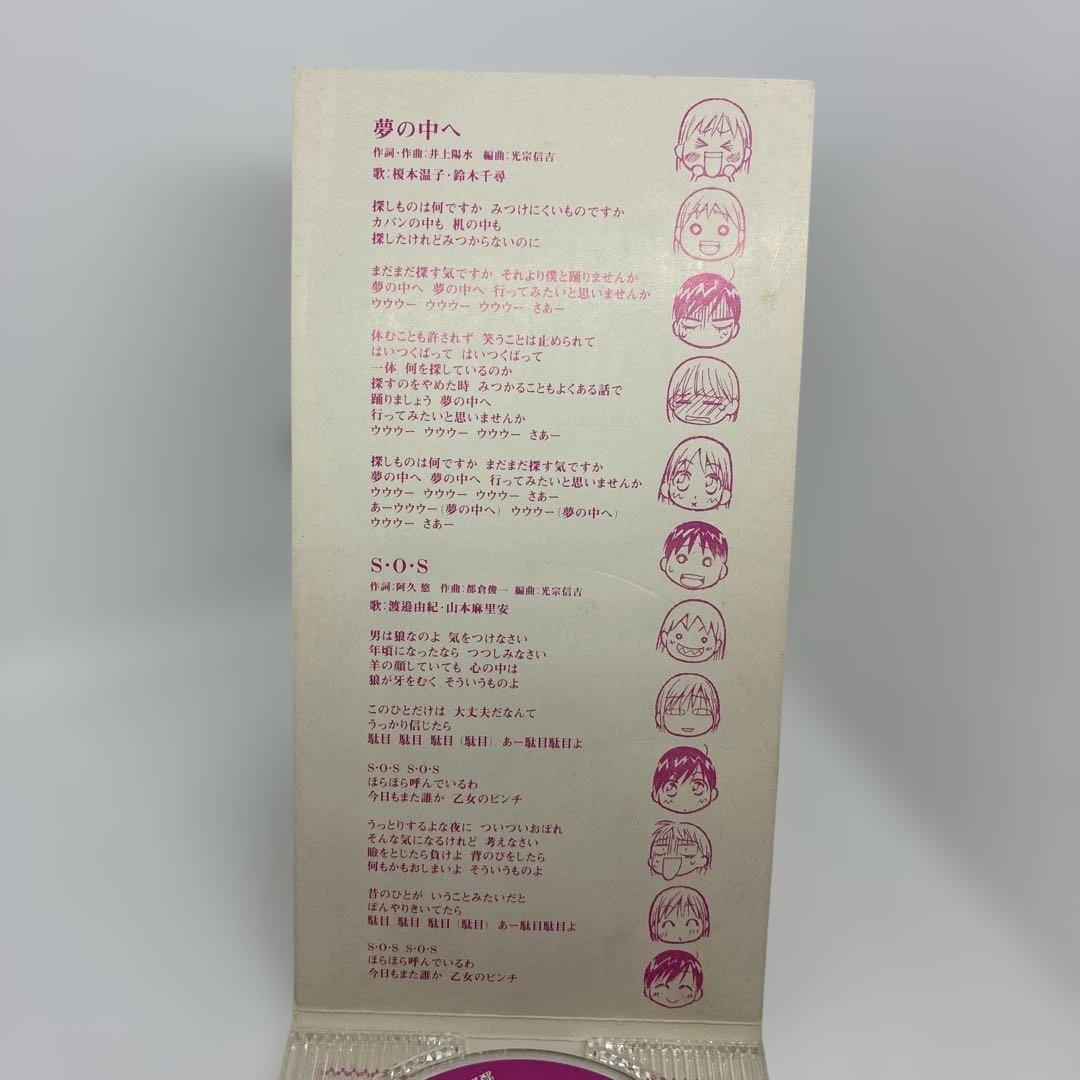 夢の中へ
作詞・作曲:井上陽水 編曲:光宗信吉
歌:榎本温子・鈴木千尋
探しものは何ですか みつけにくいものですか
カバンの中も 机の中も
探したけれどみつからないのに
まだまだ探す気ですか それより僕と踊りませんか
夢の中へ 夢の中へ 行ってみたいと思いませんか
ウウウー ウウウー ウウウー さあー
休むことも許されず 笑うことは止められて
はいつくばって はいつくばって
一体 何を探しているのか
探すのをやめた時 みつかることもよくある話で
踊りましょう 夢の中へ
行ってみたいと思いませんか
ウウウー ウウウー ウウウー さあー
探しものは何ですか まだまだ探す気ですか
夢の中へ 夢の中へ 行ってみたいと思いませんか
ウウウー ウウウー ウウウー さあー
あーウウウー(夢の中へ) ウウウー(夢の中へ)
ウウウー さあー
S・O・S
作詞:阿久 悠 作曲:都倉俊一 編曲:光宗信吉
歌:渡邉由紀・山本麻里安
男は狼なのよ 気をつけなさい
年頃になったなら つつしみなさい
羊の顔していても 心の中は
狼が牙をむく そういうものよ
このひとだけは 大丈夫だなんて
うっかり信じたら
駄目 駄目 駄目(駄目) あー駄目駄目よ
S・O・S S・O・S
ほらほら呼んでいるわ
今日もまた誰か 乙女のピンチ
うっとりするよな夜に ついついおぼれ
そんな気になるけれど 考えなさい
瞼をとじたら負けよ 背のびをしたら
何もかもおしまいよ そういうものよ
昔のひとが いうことみたいだと
ぼんやりきいてたら
駄目 駄目 駄目(駄目) あー駄目駄目よ
S・O・S S・O・S
ほらほら呼んでいるわ
今日もまた誰か 乙女のピンチ